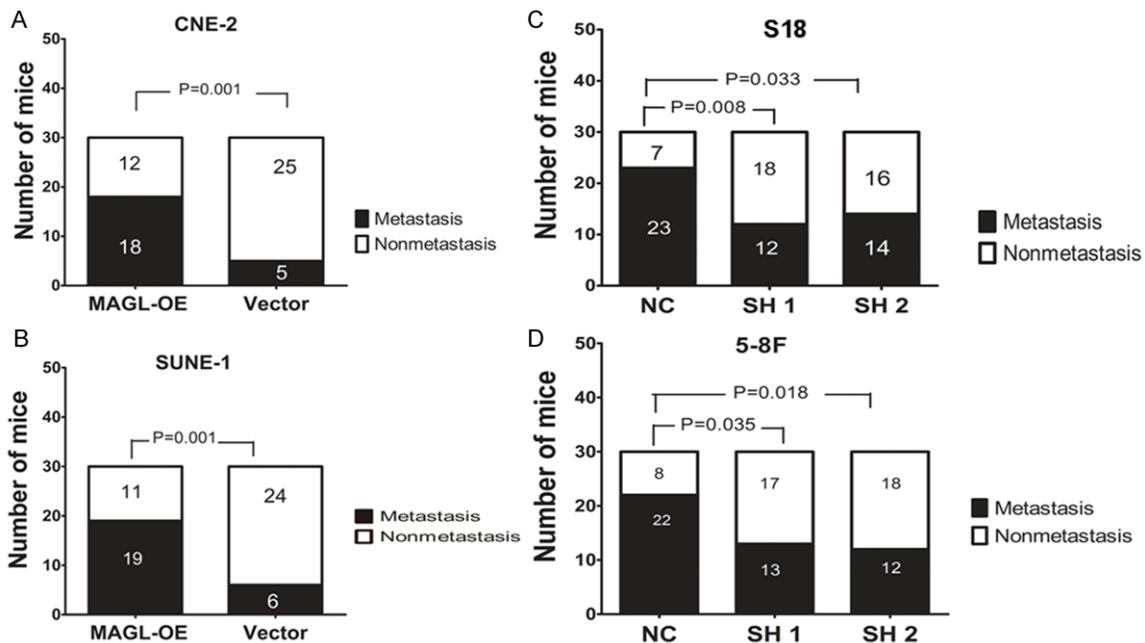 A
CNE-2
Number of mice
50
40
30
20
10
0
P=0.001
12
18
25
5
MAGL-OE
Vector
Metastasis
Nonmetastasis
B
SUNE-1
Number of mice
50
40
30
20
10
0
P=0.001
11
19
24
6
MAGL-OE
Vector
Metastasis
Nonmetastasis
C
S18
Number of mice
50
40
30
20
10
0
P=0.033
P=0.008
7
23
18
12
16
14
NC
SH 1
SH 2
Metastasis
Nonmetastasis
D
5-8F
Number of mice
50
40
30
20
10
0
P=0.018
P=0.035
8
22
17
13
18
12
NC
SH 1
SH 2
Metastasis
Nonmetastasis